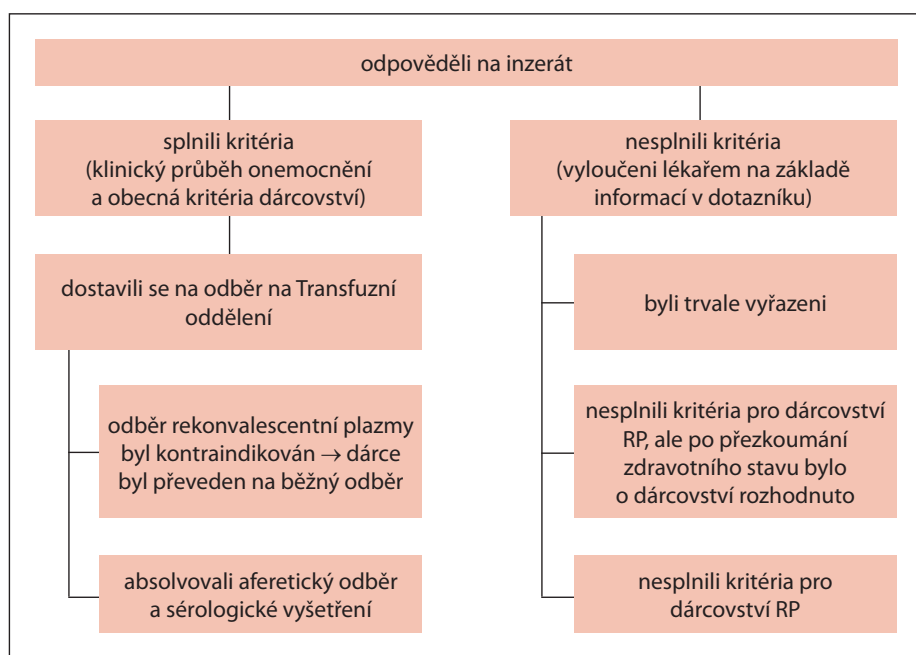 odpověděli na inzerát
splnili kritéria
(klinický průběh onemocnění
a obecná kritéria dárcovství)
dostavili se na odběr na Transfuzní
oddělení
odběr rekonvalescentní plazmy
byl kontraindikován → dárce
byl převeden na běžný odběr
absolvovali aferetický odběr
a sérologické vyšetření
nesplnili kritéria
(vyloučeni lékařem na základě
informací v dotazníku)
byli trvale vyřazeni
nesplnili kritéria pro dárcovství
RP, ale po přezkoumání
zdravotního stavu bylo
o dárcovství rozhodnuto
nesplnili kritéria pro
dárcovství RP